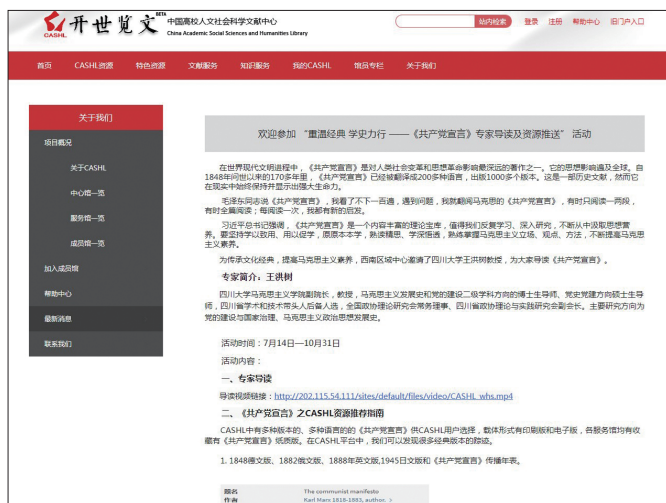 CASHL
开世览文 BETA
中国高校人文社会科学文献中心
China Academic Social Sciences and Humanities Library
站内检索 登录 注册 帮助中心 旧门户入口
首页 CASHL资源 特色资源 文献服务 知识服务 我的CASHL 馆员专栏 关于我们
关于我们
项目概况
关于CASHL
中心馆一览
服务馆一览
成员馆一览
加入成员馆
帮助中心
最新消息
联系我们
欢迎参加 “重温经典 学史力行 ——《共产党宣言》专家导读及资源推送” 活动
在世界现代文明进程中，《共产党宣言》是对人类社会变革和思想革命影响最深远的著作之一。它的思想影响遍及全球。自
1848年问世以来的170多年里，《共产党宣言》已经被翻译成200多种语言，出版1000多个版本。这是一部历史文献，然而它
在现实中始终保持并显示出强大生命力。
毛泽东同志说《共产党宣言》，我看了不下一百遍，遇到问题，我就翻阅马克思的《共产党宣言》，有时只阅读一两段，
有时全篇阅读；每阅读一次，我都有新的启发。
习近平总书记强调，《共产党宣言》是一个内容丰富的理论宝库，值得我们反复学习、深入研究，不断从中汲取思想营
养。要坚持学以致用、用以促学，原原本本学，熟读精思、学深悟透，熟练掌握马克思主义立场、观点、方法，不断提高马克思
主义素养。
为传承文化经典，提高马克思主义素养，西南区域中心邀请了四川大学王洪树教授，为大家导读《共产党宣言》。
专家简介：王洪树
四川大学马克思主义学院副院长，教授，马克思主义发展史和党的建设二级学科方向的博士生导师、党史党建方向硕士生导
师，四川省学术和技术带头人后备人选，全国政协理论研究会常务理事、四川省政协理论与实践研究会副会长。主要研究方向为
党的建设与国家治理、马克思主义政治思想发展史。
活动时间：7月14日—10月31日
活动内容：
一、专家导读
导读视频链接：http://202.115.54.111/sites/default/files/video/CASHL_whs.mp4
二、《共产党宣言》之CASHL资源推荐指南
CASHL中有多种版本的、多种语言的的《共产党宣言》供CASHL用户选择，载体形式有印刷版和电子版，各服务馆均有收
藏有《共产党宣言》纸质版。在CASHL平台中，我们可以发现很多经典版本的踪迹。
1. 1848德文版、1882俄文版、1888年英文版,1945日文版和《共产党宣言》传播年表。
题名 The communist manifesto
作者 Karl Marx 1818-1883, author. >